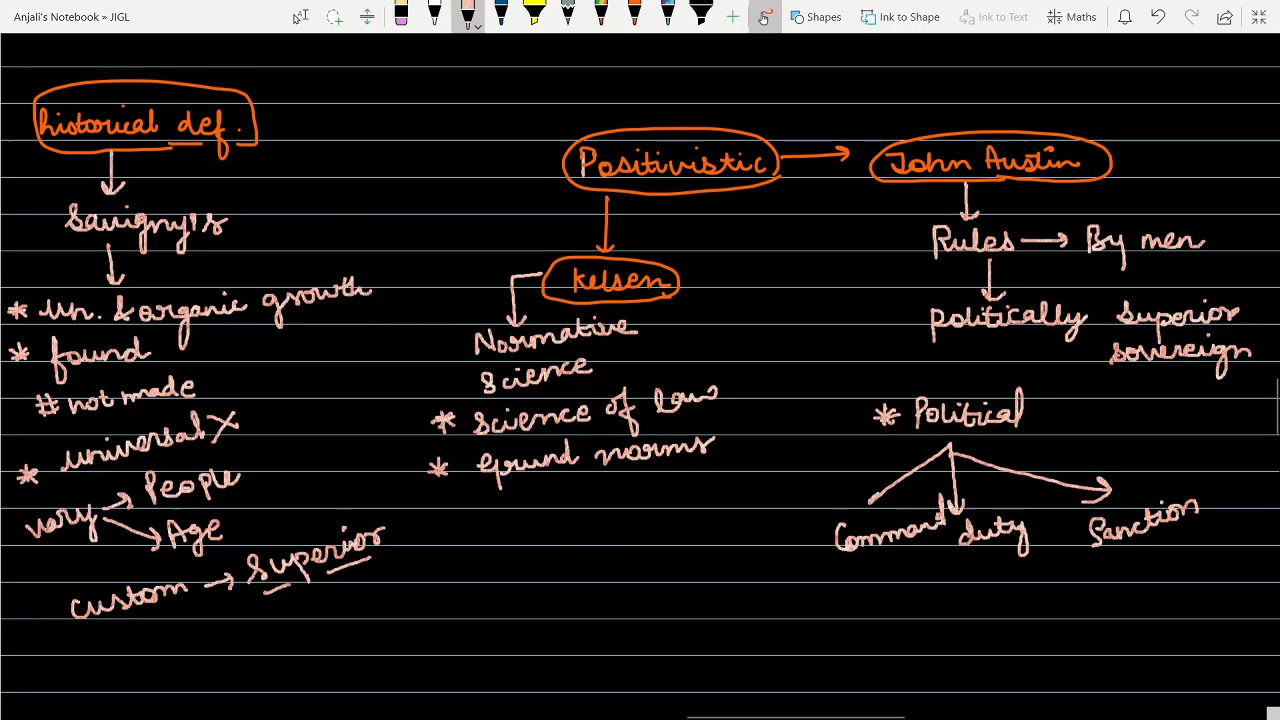 Anjali's Notebook » JIGL
Shapes
Ink to Shape
Ink to Text
Maths
historical def.
Savigny's
* un. & organic growth
* found
# not made
* universal X
vary → People
→ Age
custom → Superior
Positivistic → John Austin
Kelsen
Normative
Science
* science of law
* Grund norms
Rules → By men
politically superior
sovereign
* Political
Command duty Sanction